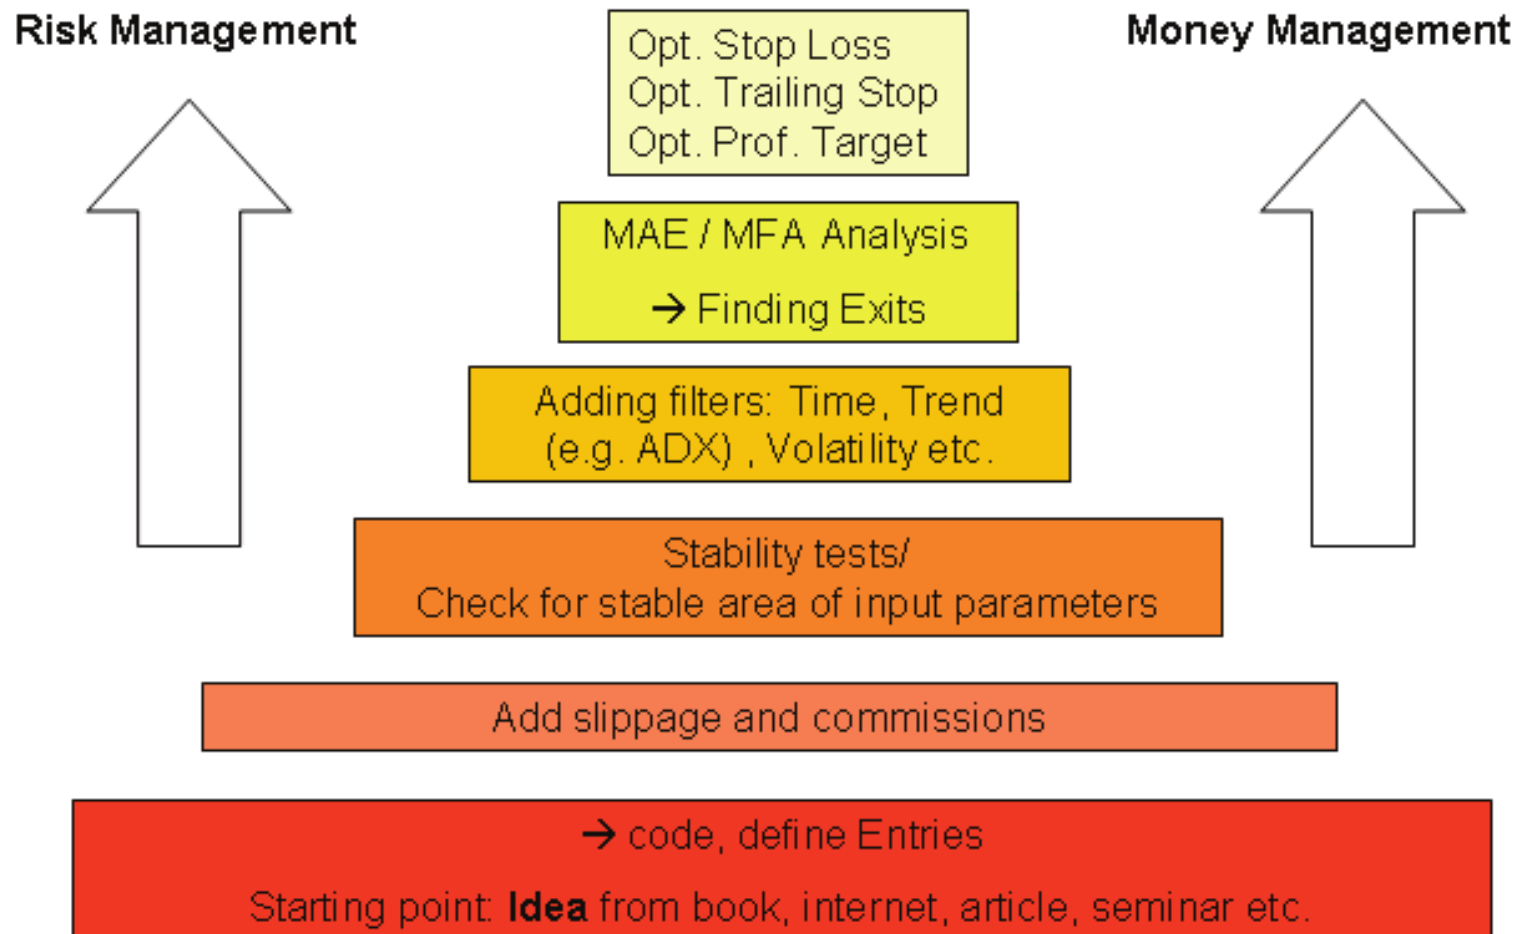 Risk Management
Money Management
Opt. Stop Loss
Opt. Trailing Stop
Opt. Prof. Target
MAE / MFA Analysis
→ Finding Exits
Adding filters: Time, Trend
(e.g. ADX) , Volatility etc.
Stability tests/
Check for stable area of input parameters
Add slippage and commissions
→ code, define Entries
Starting point: Idea from book, internet, article, seminar etc.